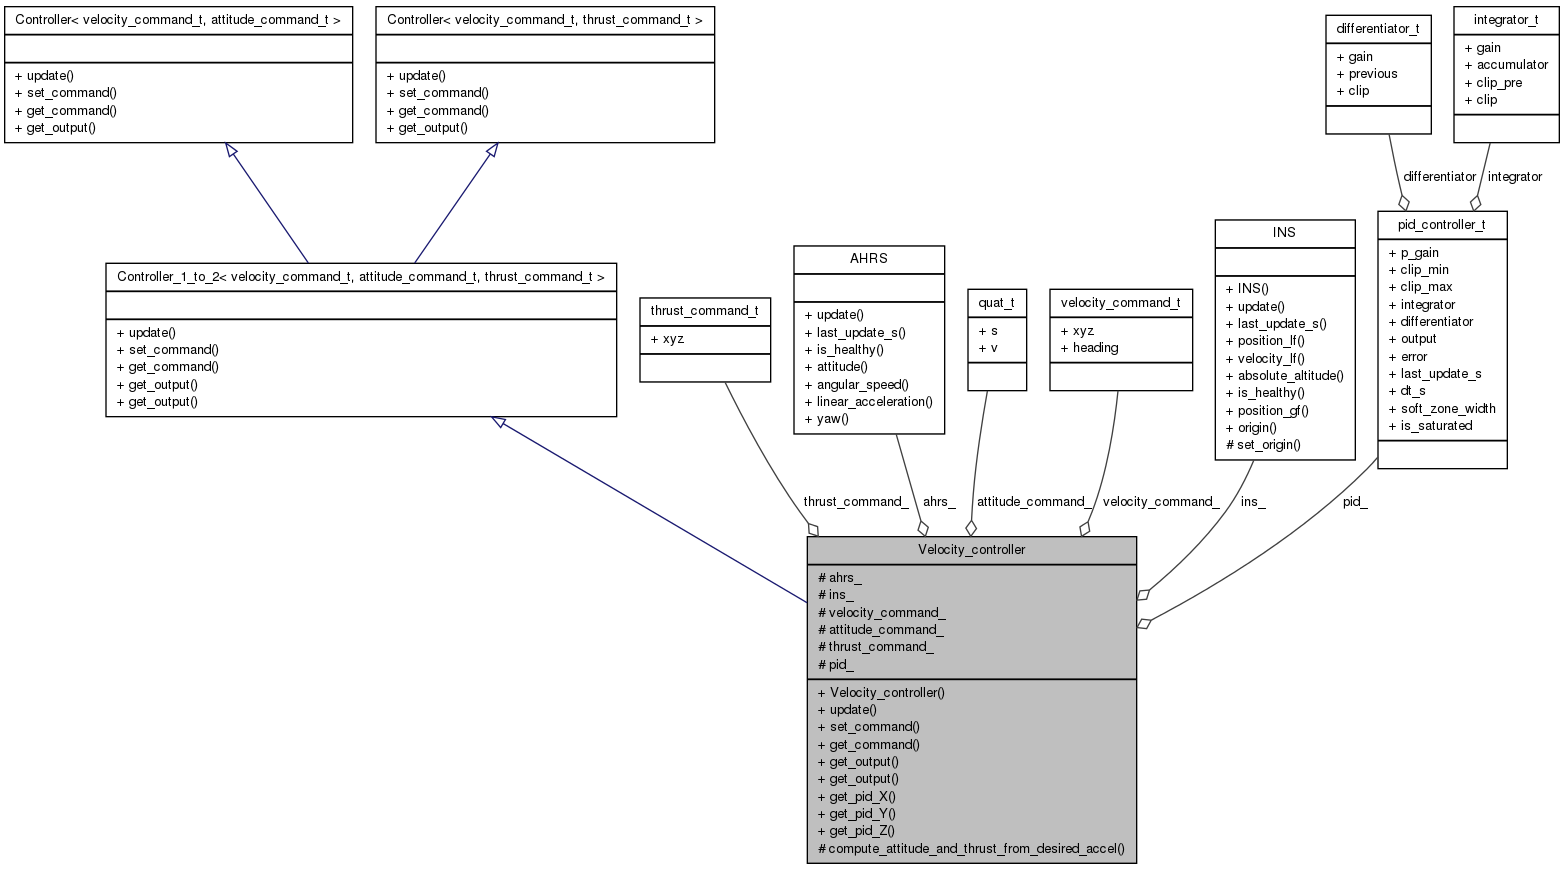 Controller< velocity_command_t, attitude_command_t >
+ update()
+ set_command()
+ get_command()
+ get_output()
Controller< velocity_command_t, thrust_command_t >
+ update()
+ set_command()
+ get_command()
+ get_output()
differentiator_t
+ gain
+ previous
+ clip
integrator_t
+ gain
+ accumulator
+ clip_pre
+ clip
differentiator
integrator
Controller_1_to_2< velocity_command_t, attitude_command_t, thrust_command_t >
+ update()
+ set_command()
+ get_command()
+ get_output()
+ get_output()
thrust_command_t
+ xyz
AHRS
+ update()
+ last_update_s()
+ is_healthy()
+ attitude()
+ angular_speed()
+ linear_acceleration()
+ yaw()
quat_t
+ s
+ v
velocity_command_t
+ xyz
+ heading
INS
+ INS()
+ update()
+ last_update_s()
+ position_lf()
+ velocity_lf()
+ absolute_altitude()
+ is_healthy()
+ position_gf()
+ origin()
# set_origin()
pid_controller_t
+ p_gain
+ clip_min
+ clip_max
+ integrator
+ differentiator
+ output
+ error
+ last_update_s
+ dt_s
+ soft_zone_width
+ is_saturated
thrust_command_
ahrs_
attitude_command_
velocity_command_
ins_
pid_
Velocity_controller
# ahrs_
# ins_
# velocity_command_
# attitude_command_
# thrust_command_
# pid_
+ Velocity_controller()
+ update()
+ set_command()
+ get_command()
+ get_output()
+ get_output()
+ get_pid_X()
+ get_pid_Y()
+ get_pid_Z()
# compute_attitude_and_thrust_from_desired_accel()